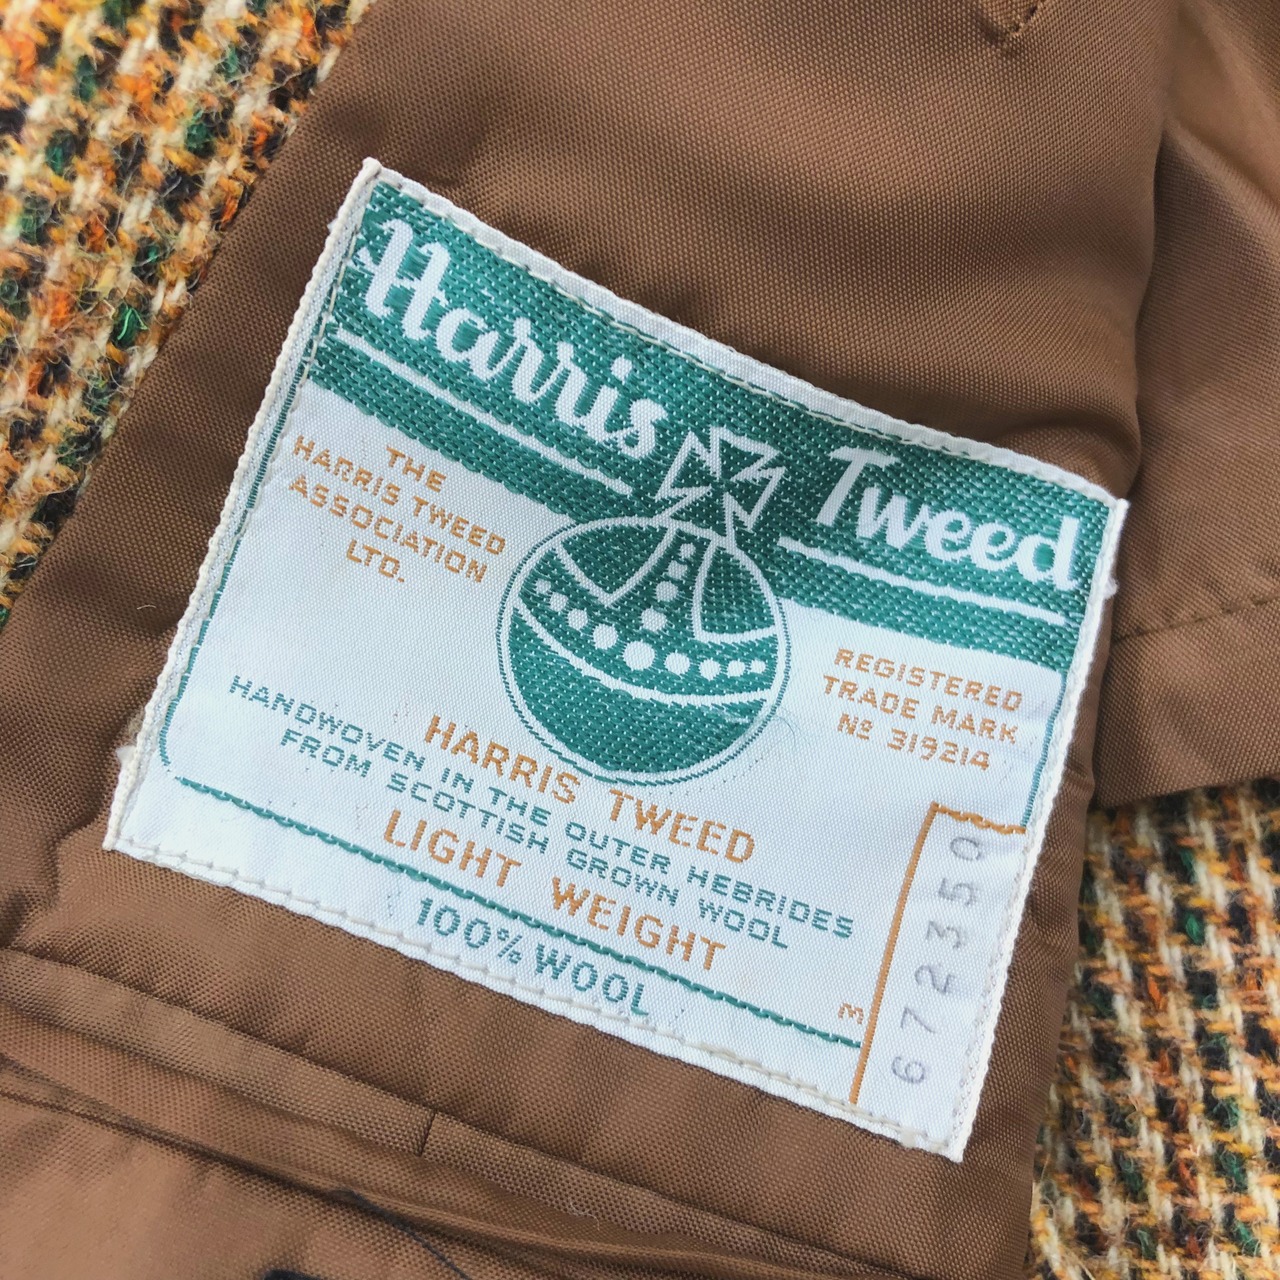 Harris Tweed
THE
HARRIS TWEED
ASSOCIATION
LTD.
REGISTERED
TRADE MARK
Nº 319214
HARRIS TWEED
HANDWOVEN IN THE OUTER HEBRIDES
FROM SCOTTISH GROWN WOOL
LIGHT WEIGHT
100% WOOL
M
672350